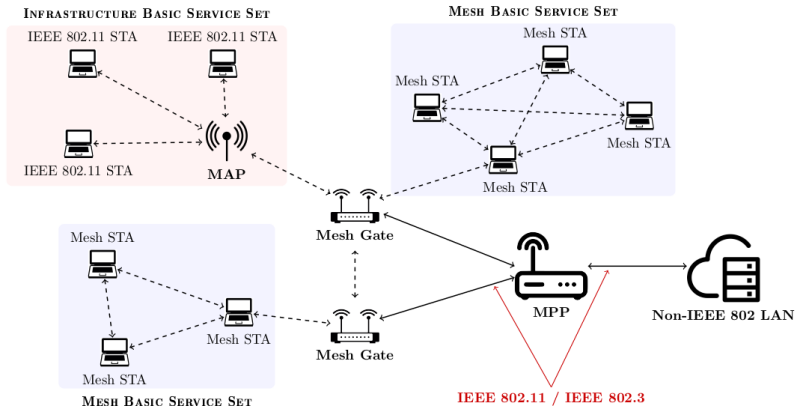 INFRASTRUCTURE BASIC SERVICE SET
IEEE 802.11 STA
IEEE 802.11 STA
IEEE 802.11 STA
MAP
MESH BASIC SERVICE SET
Mesh STA
Mesh STA
Mesh STA
Mesh STA
Mesh Gate
Mesh STA
Mesh STA
Mesh STA
MESH BASIC SERVICE SET
Mesh Gate
MPP
Non-IEEE 802 LAN
IEEE 802.11 / IEEE 802.3